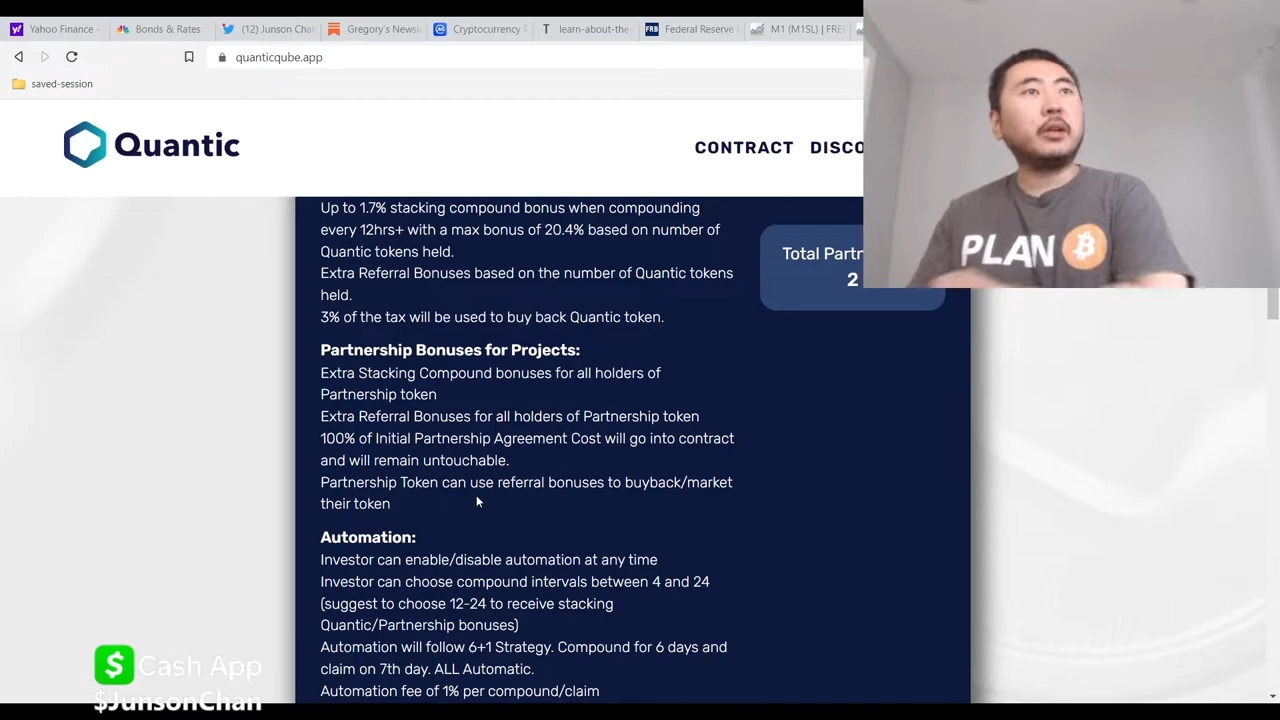 Yahoo Finance -
Bonds & Rates
(12) Junson Cha
Gregory's Newsl
Cryptocurrency P
learn-about-the-
Federal Reserve
M1 (M1SL) | FRE
quanticqube.app
saved-session
Quantic
CONTRACT DISCO
Up to 1.7% stacking compound bonus when compounding
every 12hrs+ with a max bonus of 20.4% based on number of
Quantic tokens held.
Extra Referral Bonuses based on the number of Quantic tokens
held.
3% of the tax will be used to buy back Quantic token.
Total Partn
2
PLAN B
Partnership Bonuses for Projects:
Extra Stacking Compound bonuses for all holders of
Partnership token
Extra Referral Bonuses for all holders of Partnership token
100% of Initial Partnership Agreement Cost will go into contract
and will remain untouchable.
Partnership Token can use referral bonuses to buyback/market
their token
Automation:
Investor can enable/disable automation at any time
Investor can choose compound intervals between 4 and 24
(suggest to choose 12-24 to receive stacking
Quantic/Partnership bonuses)
Automation will follow 6+1 Strategy. Compound for 6 days and
claim on 7th day. ALL Automatic.
Automation fee of 1% per compound/claim
$ Cash App
$JunsonChan